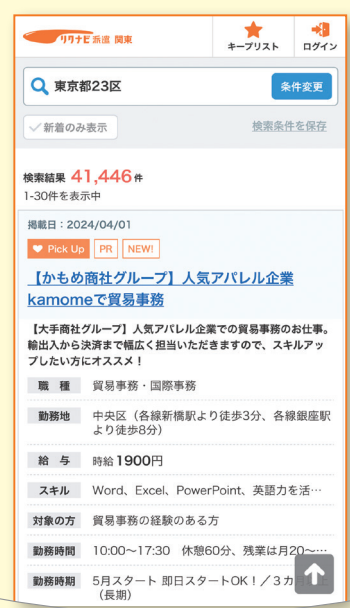 リクナビ派遣 関東
キープリスト
ログイン
東京都23区
条件変更
新着のみ表示
検索条件を保存
検索結果 41,446件
1-30件を表示中
掲載日：2024/04/01
Pick Up PR NEW!
【かもめ商社グループ】人気アパレル企業
kamomeで貿易事務
【大手商社グループ】人気アパレル企業での貿易事務のお仕事。
輸出入から決済まで幅広く担当いただきますので、スキルアッ
プしたい方にオススメ！
職 種 貿易事務・国際事務
勤務地 中央区（各線新橋駅より徒歩3分、各線銀座駅
より徒歩8分）
給 与 時給1900円
スキル Word、Excel、PowerPoint、英語力を活…
対象の方 貿易事務の経験のある方
勤務時間 10:00〜17:30 休憩60分、残業は月20〜…
勤務時期 5月スタート 即日スタートOK！／3カ
（長期）